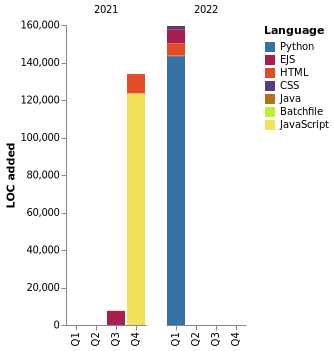 2021
2022
LOC added
160,000
140,000
120,000
100,000
80,000
60,000
40,000
20,000
0
Q1
Q2
Q3
Q4
Q1
Q2
Q3
Q4
Language
Python
EJS
HTML
CSS
Java
Batchfile
JavaScript